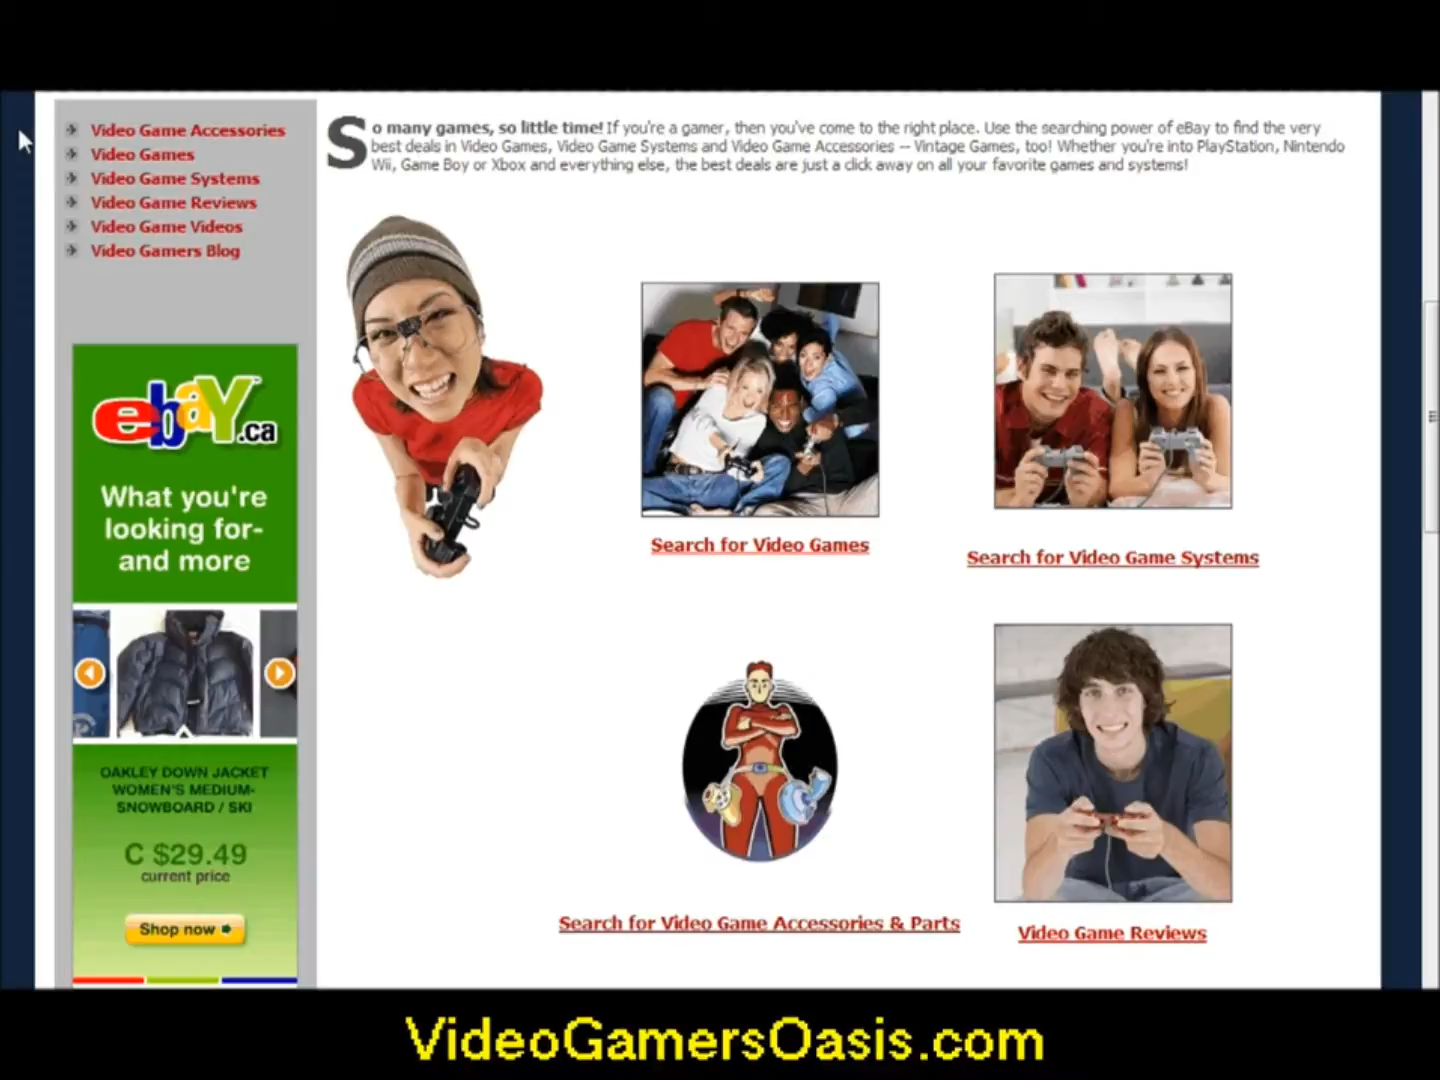 Video Game Accessories
Video Games
Video Game Systems
Video Game Reviews
Video Game Videos
Video Gamers Blog
So many games, so little time! If you're a gamer, then you've come to the right place. Use the searching power of eBay to find the very
best deals in Video Games, Video Game Systems and Video Game Accessories -- Vintage Games, too! Whether you're into PlayStation, Nintendo
Wii, Game Boy or Xbox and everything else, the best deals are just a click away on all your favorite games and systems!
ebay.ca
What you're
looking for-
and more
OAKLEY DOWN JACKET
WOMEN'S MEDIUM-
SNOWBOARD / SKI
C $29.49
current price
Shop now
Search for Video Games
Search for Video Game Systems
Search for Video Game Accessories & Parts
Video Game Reviews
VideoGamersOasis.com